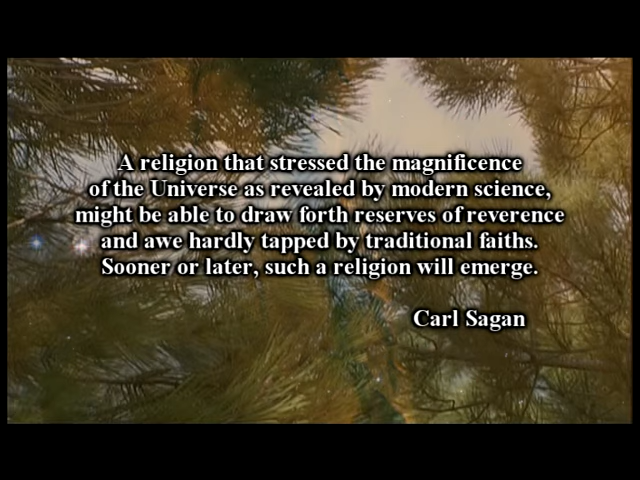 A religion that stressed the magnificence
of the Universe as revealed by modern science,
might be able to draw forth reserves of reverence
and awe hardly tapped by traditional faiths.
Sooner or later, such a religion will emerge.
Carl Sagan